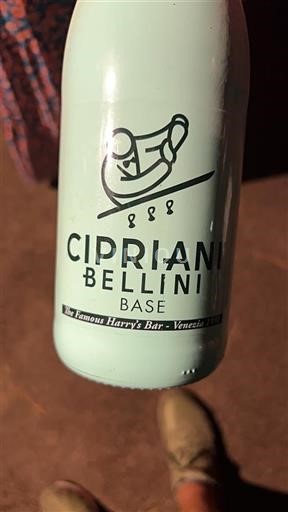 CIPRIANI
BELLINI
BASE
The Famous Harry's Bar - Venezia